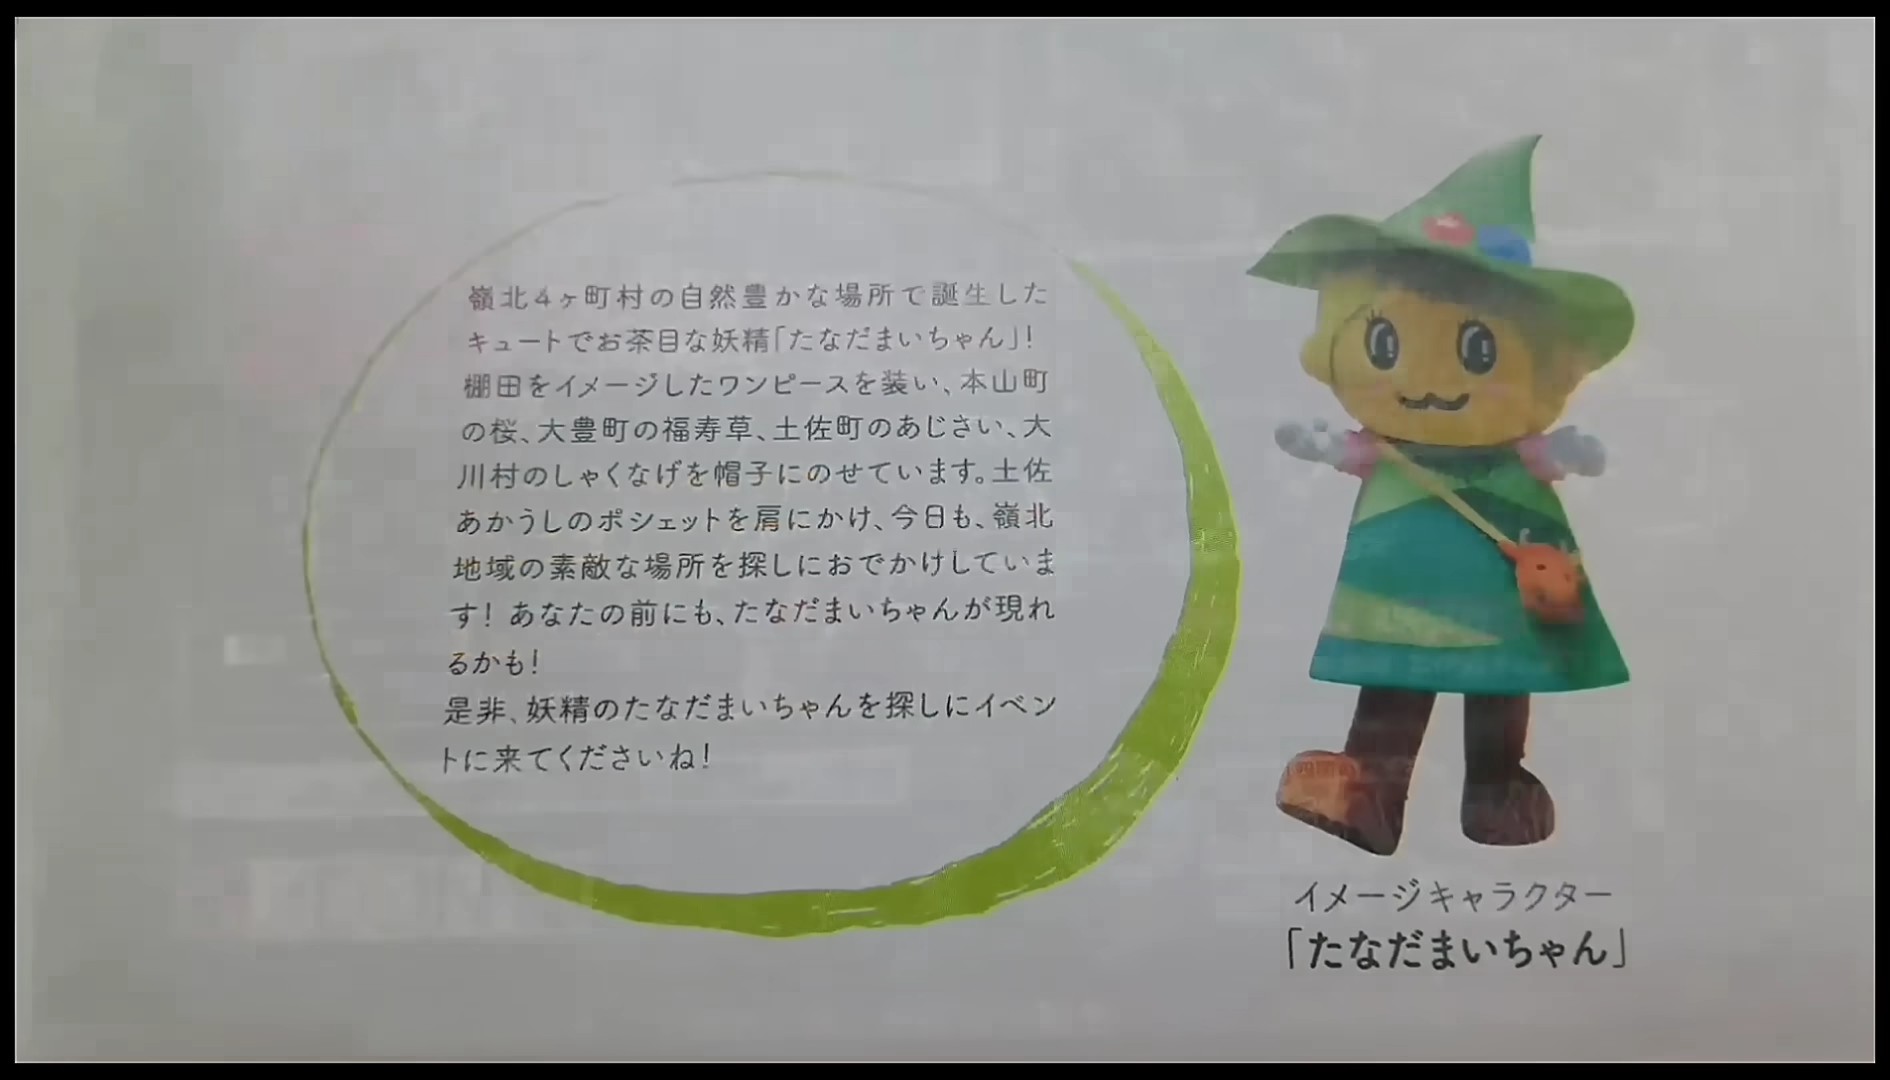 嶺北4ヶ町村の自然豊かな場所で誕生した
キュートでお茶目な妖精「たなだまいちゃん」!
棚田をイメージしたワンピースを装い、本山町
の桜、大豊町の福寿草、土佐町のあじさい、大
川村のしゃくなげを帽子にのせています。土佐
あかうしのポシェットを肩にかけ、今日も、嶺北
地域の素敵な場所を探しにおでかけしていま
す! あなたの前にも、たなだまいちゃんが現れ
るかも!
是非、妖精のたなだまいちゃんを探しにイベン
トに来てくださいね!
イメージキャラクター
「たなだまいちゃん」